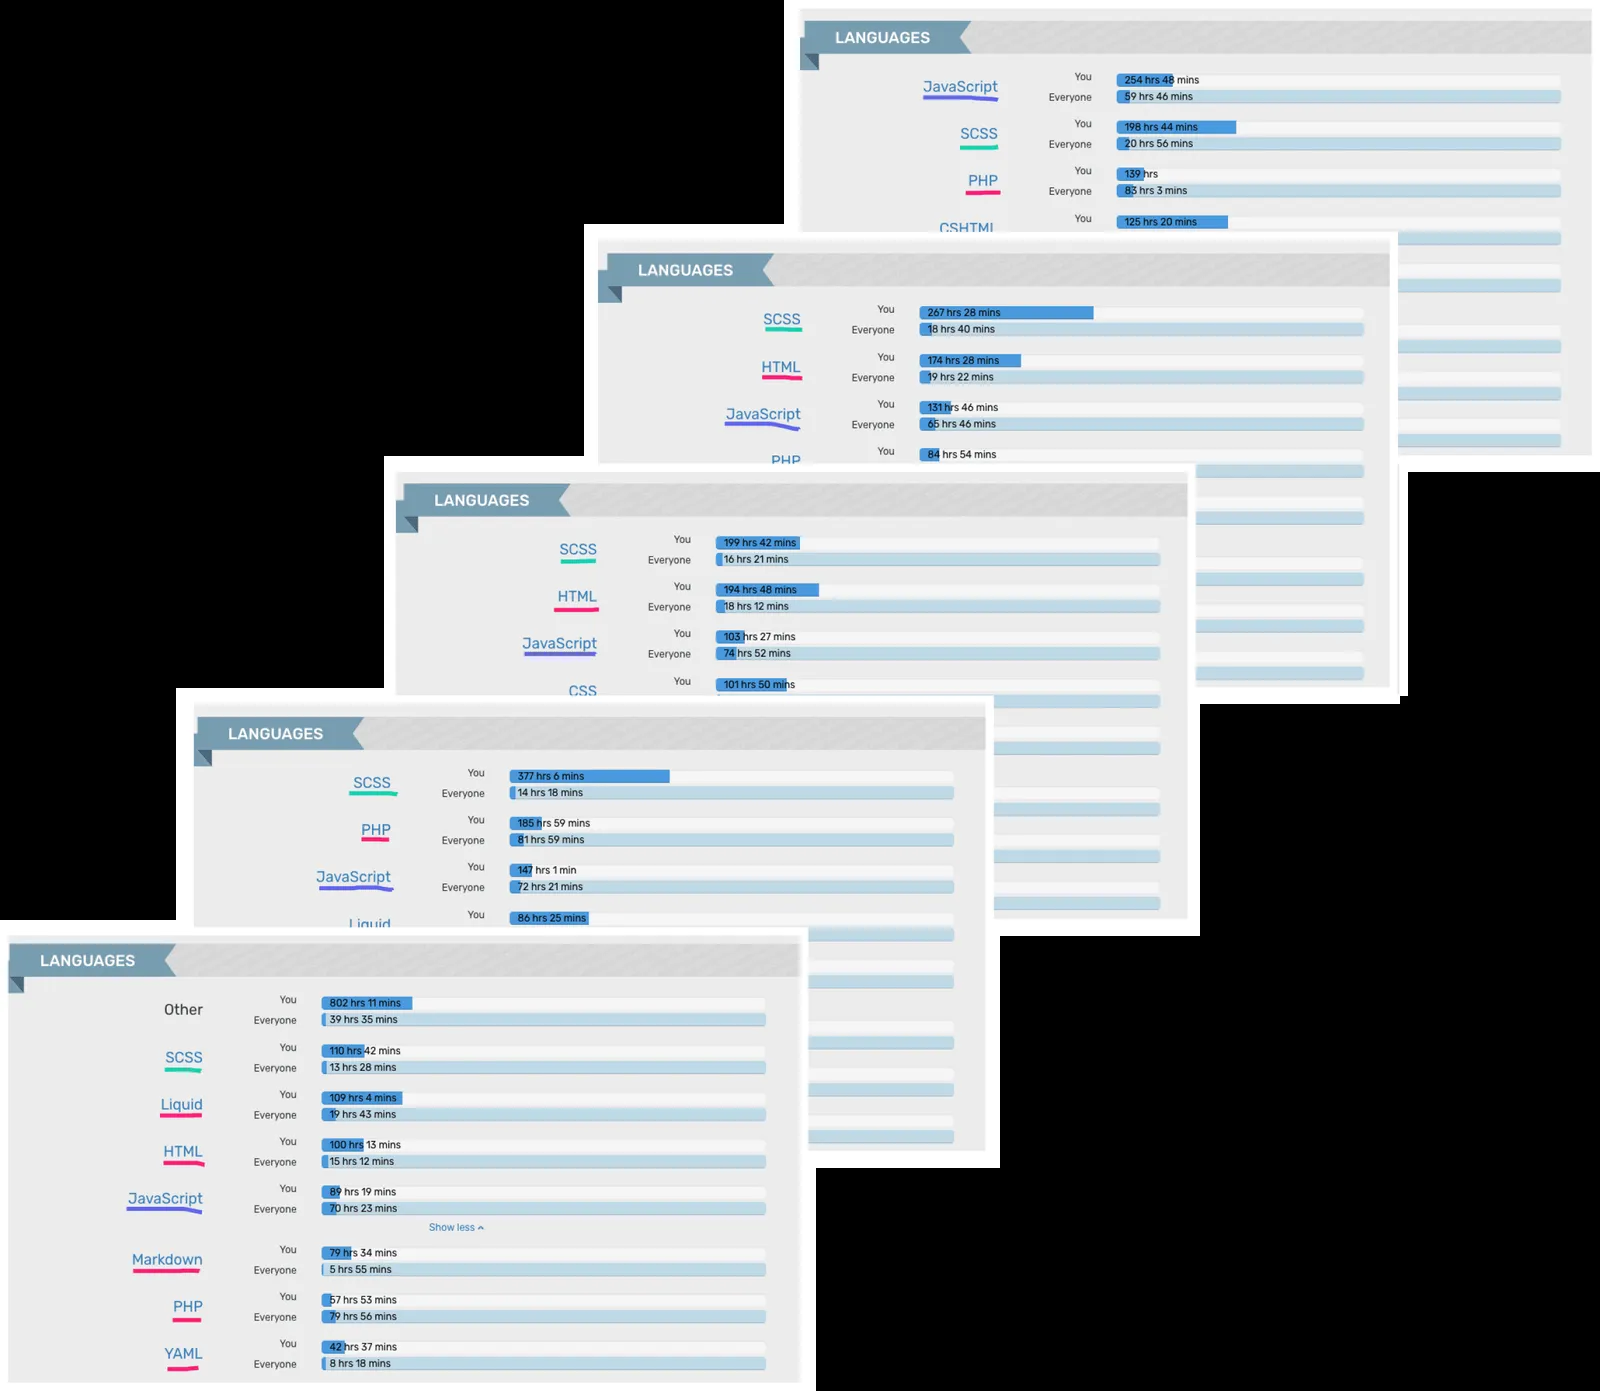 LANGUAGES
JavaScript
You 254 hrs 48 mins
Everyone 59 hrs 46 mins
SCSS
You 198 hrs 44 mins
Everyone 20 hrs 56 mins
PHP
You 139 hrs
Everyone 83 hrs 3 mins
CSHTML
You 125 hrs 20 mins
LANGUAGES
SCSS
You 267 hrs 28 mins
Everyone 18 hrs 40 mins
HTML
You 174 hrs 28 mins
Everyone 19 hrs 22 mins
JavaScript
You 131 hrs 46 mins
Everyone 65 hrs 46 mins
PHP
You 84 hrs 54 mins
LANGUAGES
SCSS
You 199 hrs 42 mins
Everyone 16 hrs 21 mins
HTML
You 194 hrs 48 mins
Everyone 18 hrs 12 mins
JavaScript
You 103 hrs 27 mins
Everyone 74 hrs 52 mins
CSS
You 101 hrs 50 mins
LANGUAGES
SCSS
You 377 hrs 6 mins
Everyone 14 hrs 18 mins
PHP
You 185 hrs 59 mins
Everyone 81 hrs 59 mins
JavaScript
You 147 hrs 1 min
Everyone 72 hrs 21 mins
Liquid
You 86 hrs 25 mins
LANGUAGES
Other
You 802 hrs 11 mins
Everyone 39 hrs 35 mins
SCSS
You 110 hrs 42 mins
Everyone 13 hrs 28 mins
Liquid
You 109 hrs 4 mins
Everyone 19 hrs 43 mins
HTML
You 100 hrs 13 mins
Everyone 15 hrs 12 mins
JavaScript
You 89 hrs 19 mins
Everyone 70 hrs 23 mins
Show less
Markdown
You 79 hrs 34 mins
Everyone 5 hrs 55 mins
PHP
You 57 hrs 53 mins
Everyone 79 hrs 56 mins
YAML
You 42 hrs 37 mins
Everyone 8 hrs 18 mins